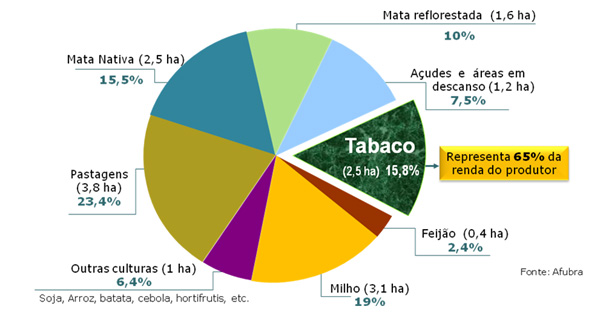 Mata reflorestada (1,6 ha)
10%
Mata Nativa (2,5 ha)
15,5%
Açudes e áreas em
descanso (1,2 ha)
7,5%
Tabaco
(2,5 ha) 15,8%
Representa 65% da
renda do produtor
Pastagens
(3,8 ha)
23,4%
Feijão (0,4 ha)
2,4%
Outras culturas (1 ha)
6,4%
Soja, Arroz, batata, cebola, hortifrutis, etc.
Milho (3,1 ha)
19%
Fonte: Afubra